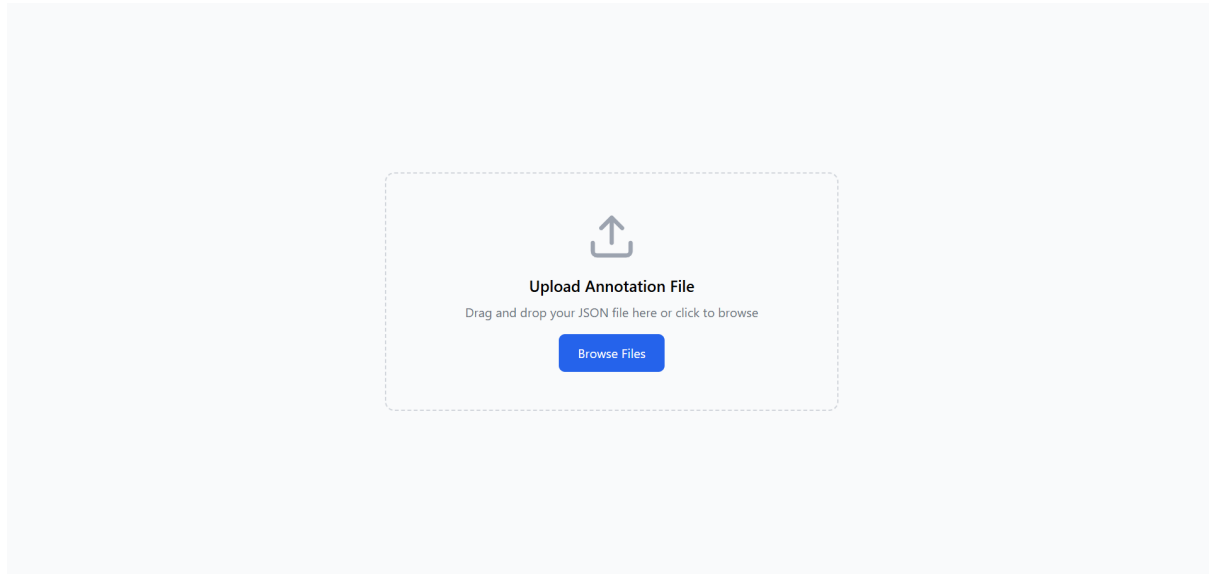 Upload Annotation File
Drag and drop your JSON file here or click to browse
Browse Files